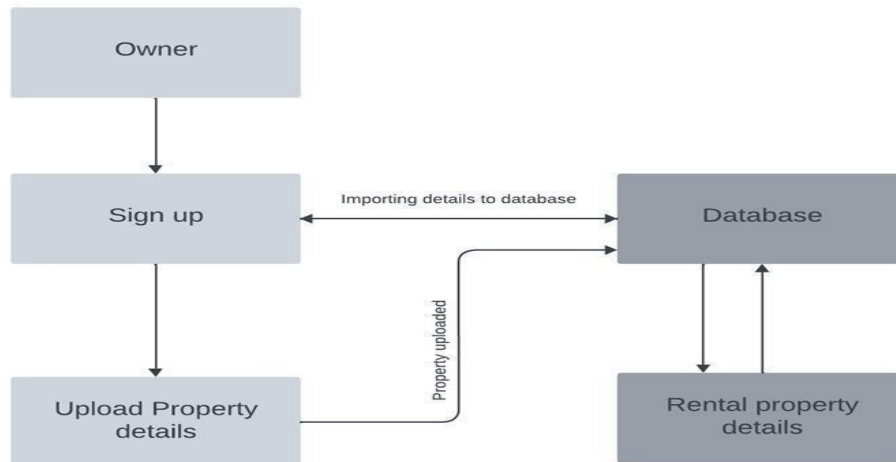 Owner
Sign up
Importing details to database
Database
Property uploaded
Upload Property
details
Rental property
details